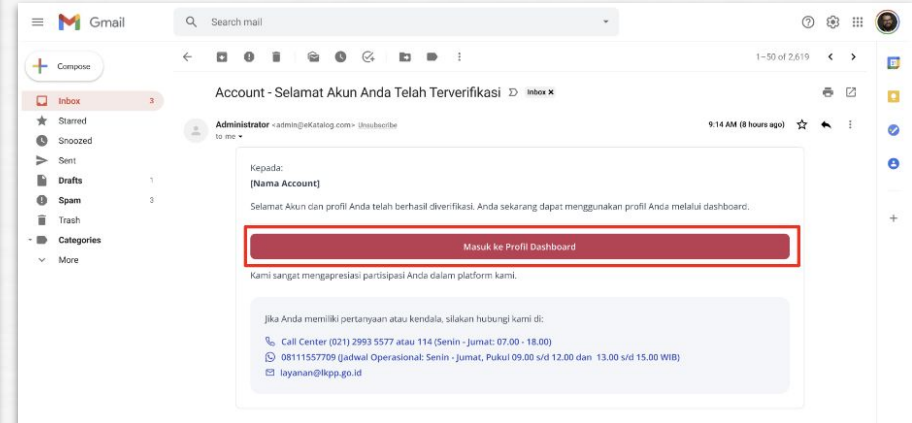 Gmail
Search mail
Compose
1–50 of 2,619
Inbox 3
Starred
Snoozed
Sent
Drafts 1
Spam 3
Trash
Categories
More
Account - Selamat Akun Anda Telah Terverifikasi Inbox x
Administrator <admin@eKatalog.com> Unsubscribe
9:14 AM (8 hours ago)
to me
Kepada:
[Nama Account]
Selamat Akun dan profil Anda telah berhasil diverifikasi. Anda sekarang dapat menggunakan profil Anda melalui dashboard.
Masuk ke Profil Dashboard
Kami sangat mengapresiasi partisipasi Anda dalam platform kami.
Jika Anda memiliki pertanyaan atau kendala, silakan hubungi kami di:
Call Center (021) 2993 5577 atau 114 (Senin - Jumat: 07.00 - 18.00)
08111557709 (Jadwal Operasional: Senin - Jumat, Pukul 09.00 s/d 12.00 dan 13.00 s/d 15.00 WIB)
layanan@lkpp.go.id